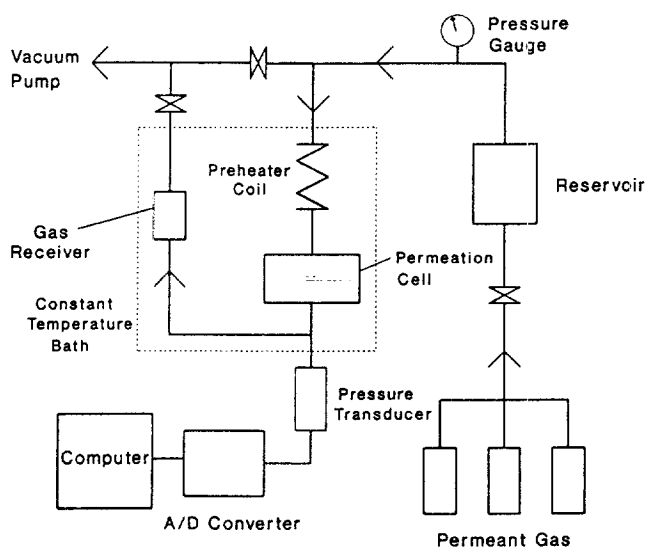 Pressure
Gauge
Vacuum
Pump
Preheater
Coil
Reservoir
Gas
Receiver
Permeation
Cell
Constant
Temperature
Bath
Pressure
Transducer
Computer
A/D Converter
Permeant Gas